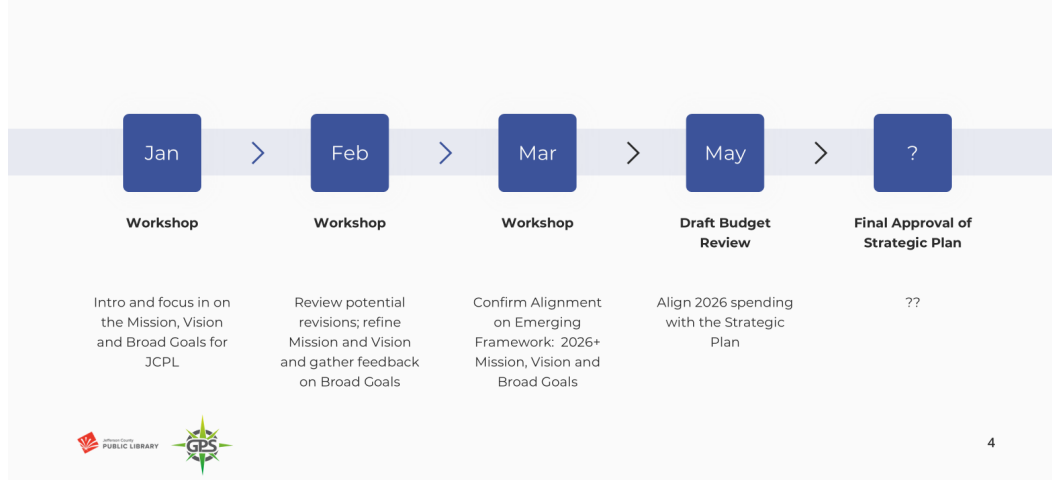 Jan
Feb
Mar
May
?
Workshop
Workshop
Workshop
Draft Budget
Review
Final Approval of
Strategic Plan
Intro and focus in on
the Mission, Vision
and Broad Goals for
JCPL
Review potential
revisions; refine
Mission and Vision
and gather feedback
on Broad Goals
Confirm Alignment
on Emerging
Framework: 2026+
Mission, Vision and
Broad Goals
Align 2026 spending
with the Strategic
Plan
??
Jefferson County
PUBLIC LIBRARY
GPS
4